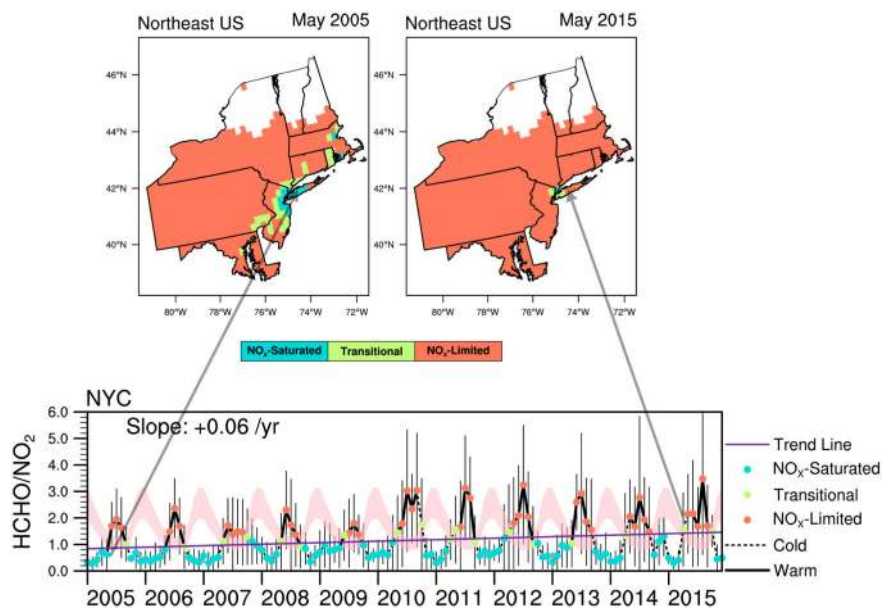 Northeast US May 2005
Northeast US May 2015
46°N
44°N
42°N
40°N
46°N
44°N
42°N
40°N
80°W 78°W 76°W 74°W 72°W
80°W 78°W 76°W 74°W 72°W
NOₓ-Saturated Transitional NOₓ-Limited
NYC
Slope: +0.06 /yr
HCHO/NO₂
6.0
5.0
4.0
3.0
2.0
1.0
0.0
2005 2006 2007 2008 2009 2010 2011 2012 2013 2014 2015
Trend Line
NOₓ-Saturated
Transitional
NOₓ-Limited
Cold
Warm